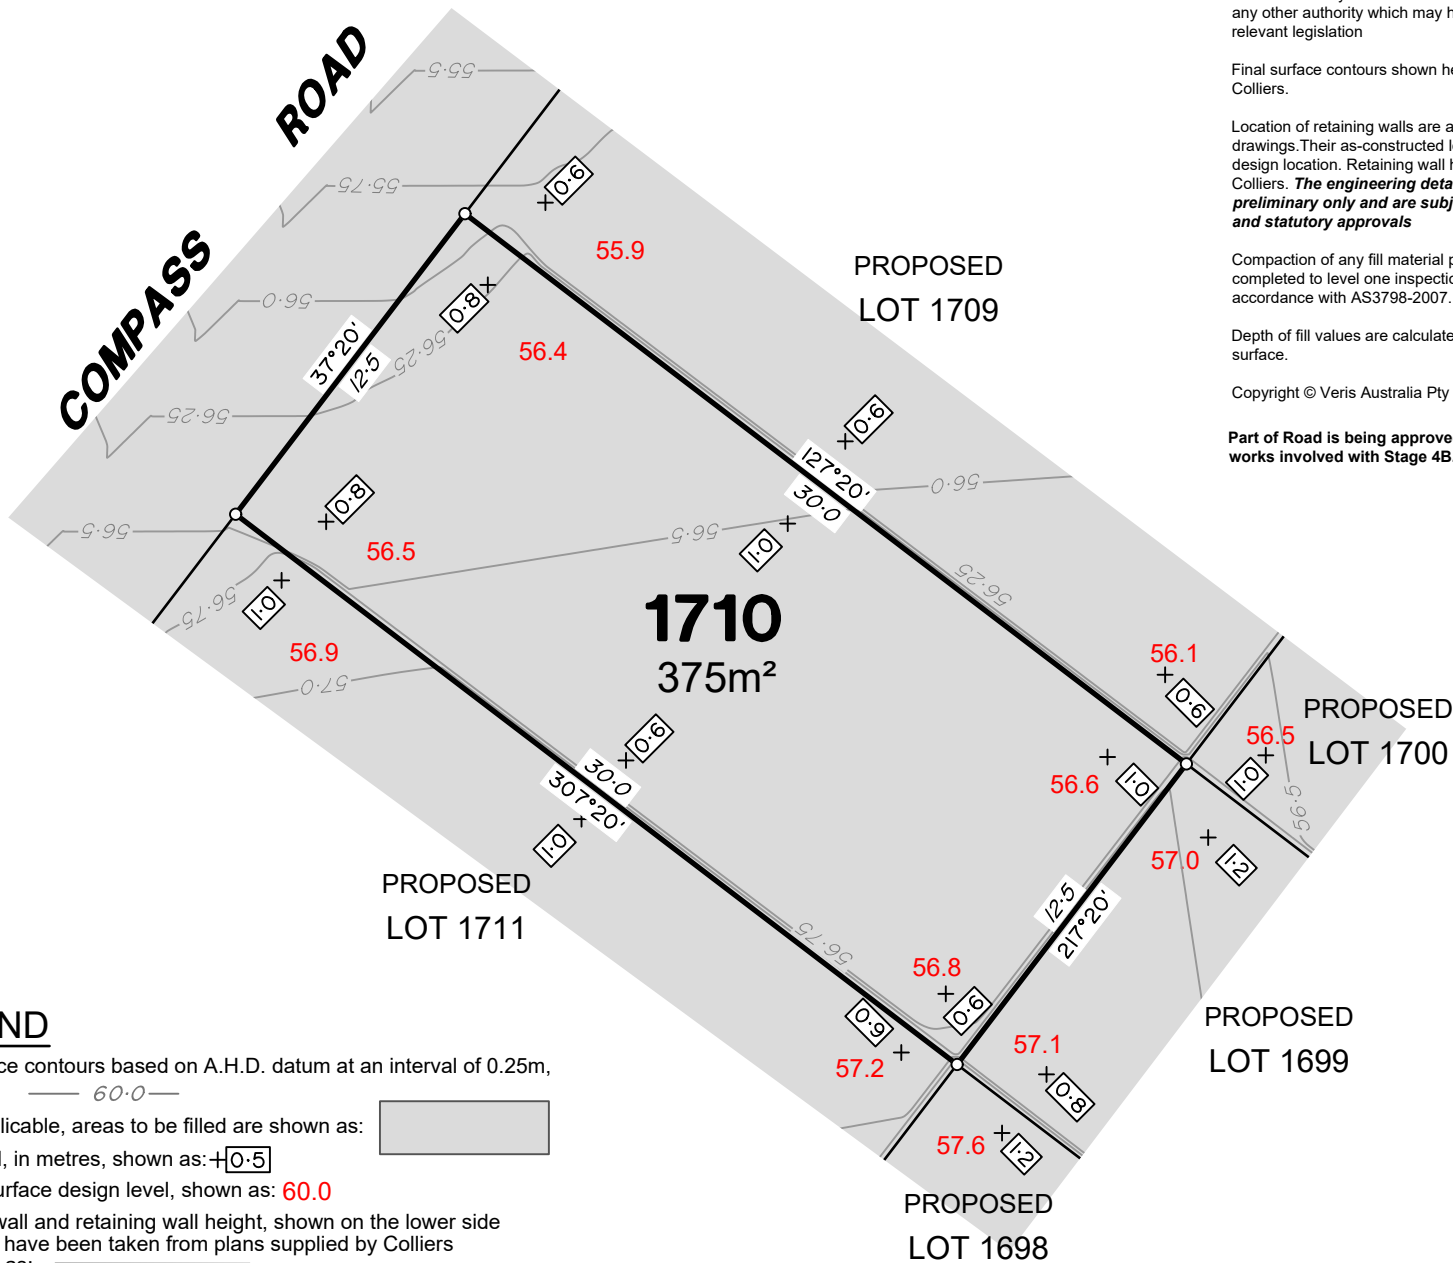 any other authority which may h
relevant legislation
Final surface contours shown he
Colliers.
Location of retaining walls are a
drawings.Their as-constructed l
design location. Retaining wall h
Colliers. The engineering deta
preliminary only and are subj
and statutory approvals
Compaction of any fill material p
completed to level one inspectio
accordance with AS3798-2007.
Depth of fill values are calculate
surface.
Copyright © Veris Australia Pty
Part of Road is being approve
works involved with Stage 4B
COMPASS ROAD
55·5
55·75
56·0
56·25
56·5
56·75
57·0
0·6
55.9
0·8
56.4
56·25
37°20'
12·5
PROPOSED
LOT 1709
0·6
127°20'
30·0
56·0
0·8
56.5
56·5
1·0
56·25
1·0
56.9
1710
375m²
56.1
0·6
PROPOSED
LOT 1700
56.5
1·0
56·5
56.6
1·0
57.0
1·2
0·6
30·0
307°20'
1·0
PROPOSED
LOT 1711
12·5
217°20'
56·75
56.8
0·6
0·9
57.2
57.1
0·8
PROPOSED
LOT 1699
57.6
1·2
PROPOSED
LOT 1698
ND
ce contours based on A.H.D. datum at an interval of 0.25m,
60·0
licable, areas to be filled are shown as:
l, in metres, shown as: 0·5
urface design level, shown as: 60.0
wall and retaining wall height, shown on the lower side
have been taken from plans supplied by Colliers